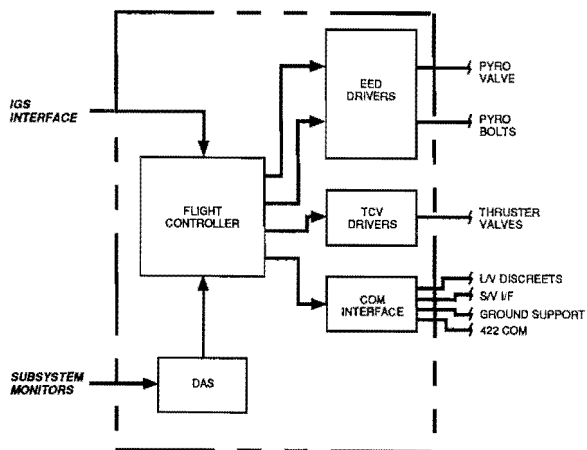 IGS
INTERFACE
EED
DRIVERS
PYRO
VALVE
PYRO
BOLTS
FLIGHT
CONTROLLER
TCV
DRIVERS
THRUSTER
VALVES
COM
INTERFACE
L/V DISCREETS
S/V I/F
GROUND SUPPORT
422 COM
SUBSYSTEM
MONITORS
DAS